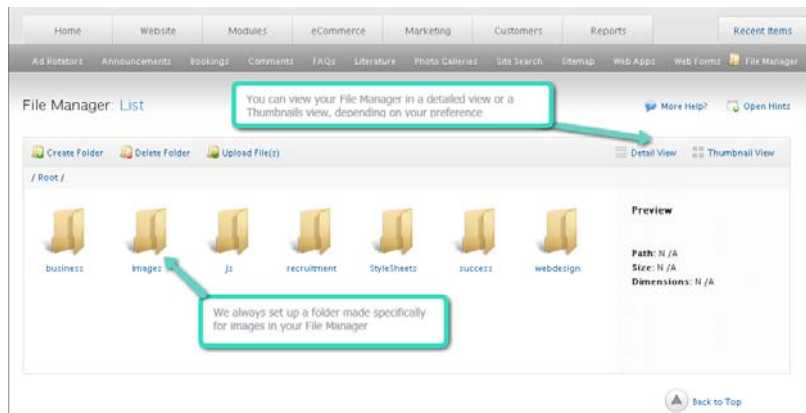 Home Website Modules eCommerce Marketing Customers Reports Recent Items
Ad Rotators Announcements Bookings Comments FAQs Literature Photo Galleries Site Search Sitemap Web Apps Web Forms File Manager
File Manager: List
You can view your File Manager in a detailed view or a
Thumbnails view, depending on your preference
More Help? Open Hints
Create Folder Delete Folder Upload File(s) Detail View Thumbnail View
/ Root /
Preview
business images js recruitment StyleSheets success webdesign
Path: N /A
Size: N /A
Dimensions: N /A
We always set up a folder made specifically
for images in your File Manager
Back to Top